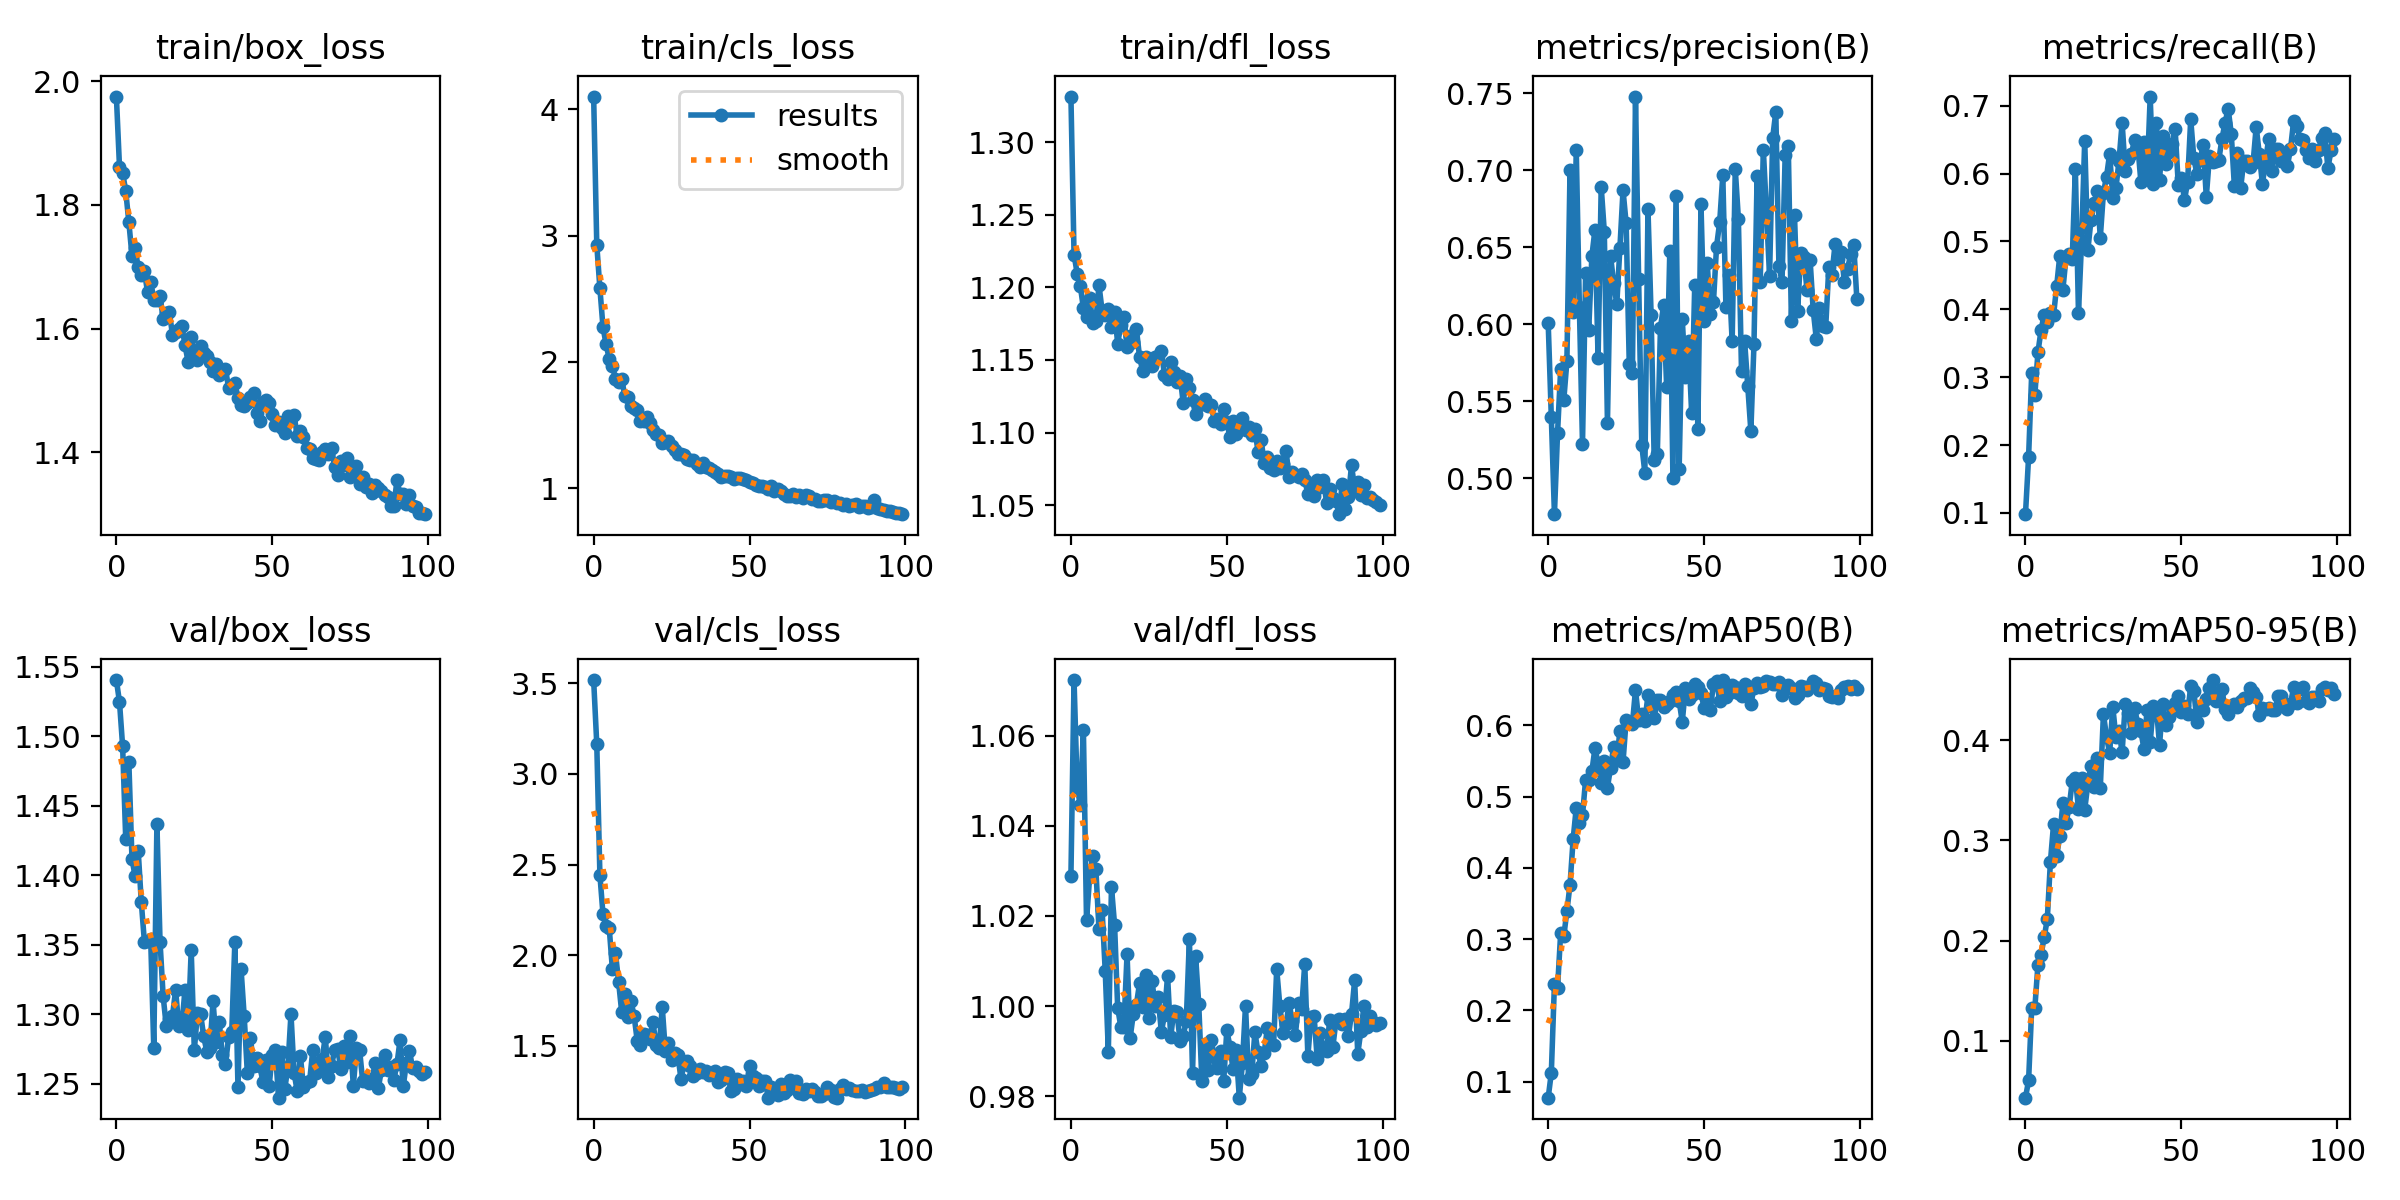 train/box_loss
train/cls_loss
train/dfl_loss
metrics/precision(B)
metrics/recall(B)
2.0
1.8
1.6
1.4
0 50 100
4
3
2
1
0 50 100
results
smooth
1.30
1.25
1.20
1.15
1.10
1.05
0 50 100
0.75
0.70
0.65
0.60
0.55
0.50
0 50 100
0.7
0.6
0.5
0.4
0.3
0.2
0.1
0 50 100
val/box_loss
val/cls_loss
val/dfl_loss
metrics/mAP50(B)
metrics/mAP50-95(B)
1.55
1.50
1.45
1.40
1.35
1.30
1.25
0 50 100
3.5
3.0
2.5
2.0
1.5
0 50 100
1.06
1.04
1.02
1.00
0.98
0 50 100
0.6
0.5
0.4
0.3
0.2
0.1
0 50 100
0.4
0.3
0.2
0.1
0 50 100